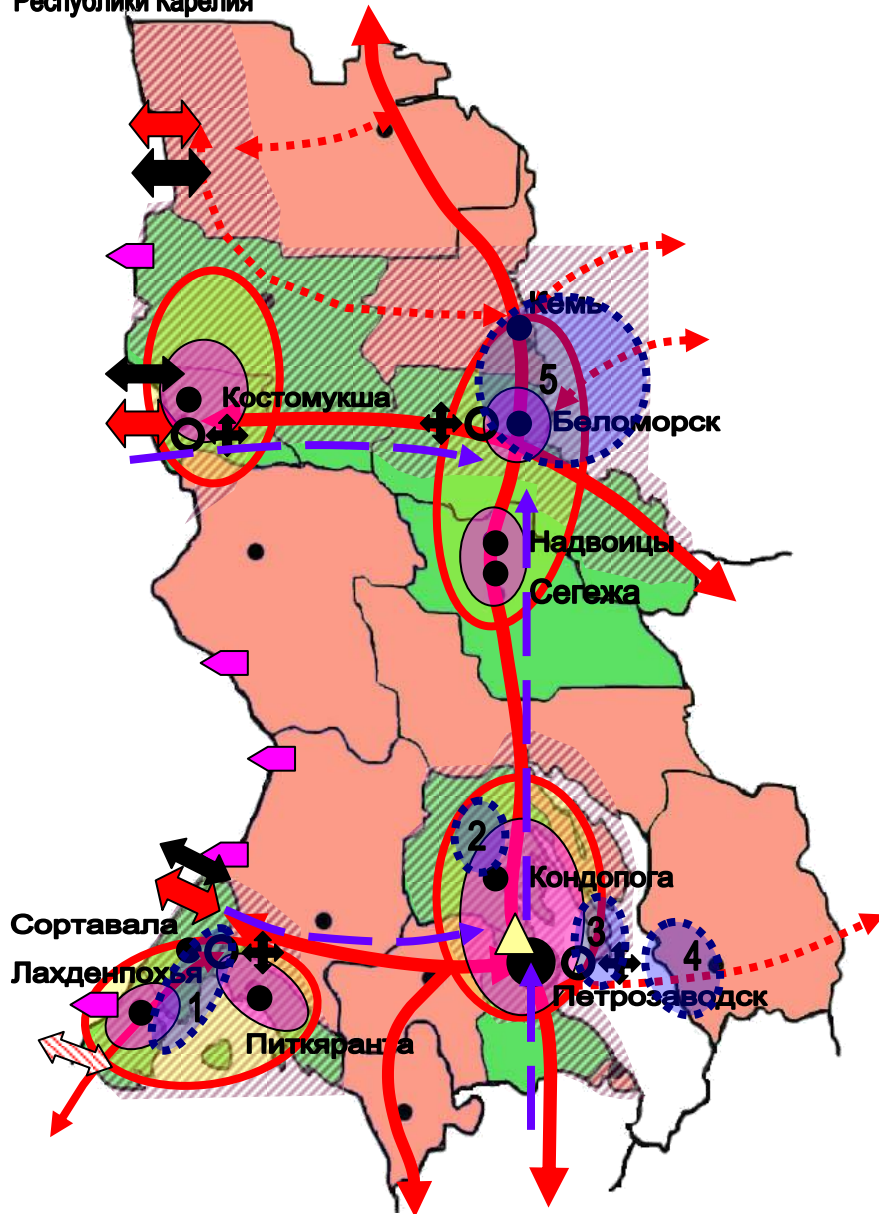 Республики Карелия
Кемь
5
Костомукша
Беломорск
Надвоицы
Сегежа
2
Кондопога
Сортавала
3
4
Лахденпохья
1
Петрозаводск
Питкяранта